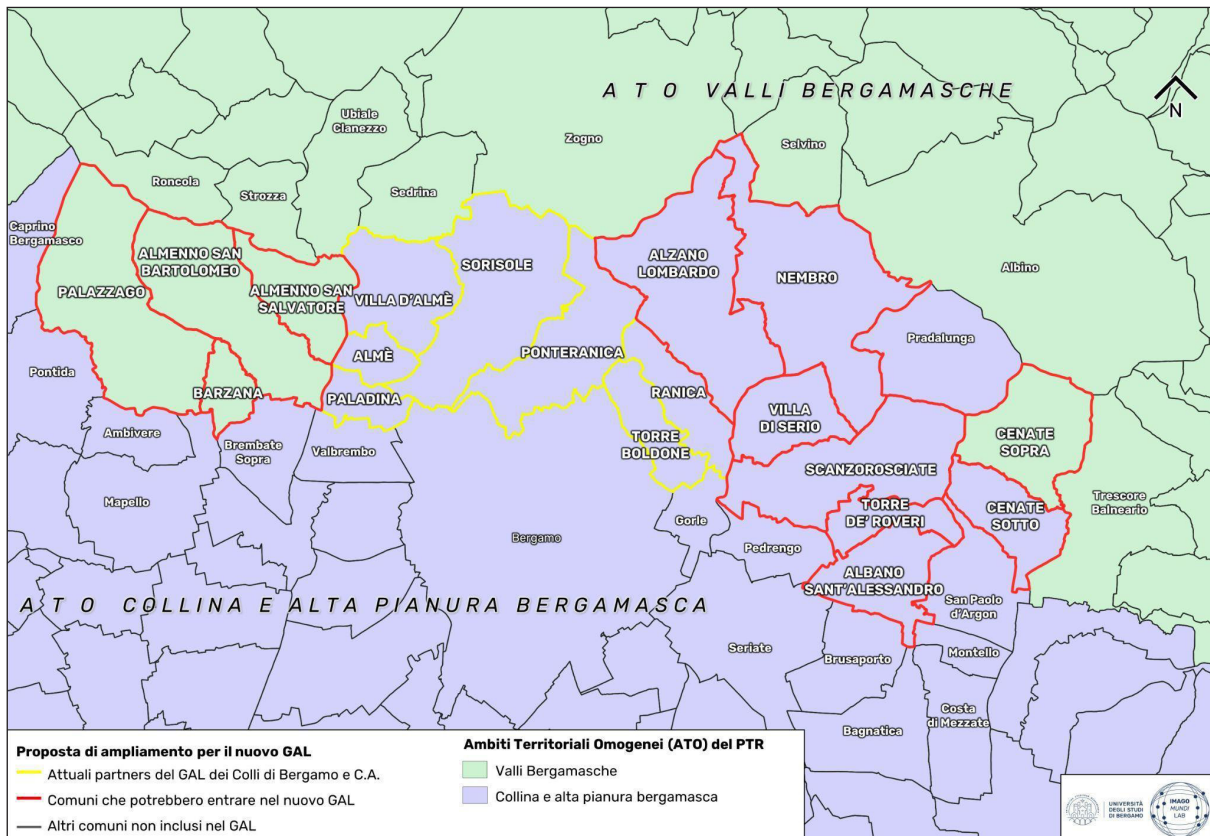 A T O VALLI BERGAMASCHE
N
Ubiale
Clanezzo
Zogno
Selvino
Roncola
Strozza
Sedrina
Caprino
Bergamasco
ALMENNO SAN
BARTOLOMEO
SORISOLE
ALZANO
LOMBARDO
NEMBRO
Albino
PALAZZAGO
ALMENNO SAN
SALVATORE
VILLA D'ALMÈ
Pradalunga
Pontida
ALMÈ
PONTERANICA
BARZANA
PALADINA
RANICA
VILLA
DI SERIO
CENATE
SOPRA
Ambivere
Brembate
Sopra
Valbrembo
TORRE
BOLDONE
SCANZOROSCIATE
Mapello
Trescore
Balneario
Gorle
TORRE
DE' ROVERI
CENATE
SOTTO
Bergamo
Pedrengo
ALBANO
SANT'ALESSANDRO
A T O COLLINA E ALTA PIANURA BERGAMASCA
San Paolo
d'Argon
Seriate
Brusaporto
Montello
Costa
di Mezzate
Bagnatica
Proposta di ampliamento per il nuovo GAL
Attuali partners del GAL dei Colli di Bergamo e C.A.
Comuni che potrebbero entrare nel nuovo GAL
Altri comuni non inclusi nel GAL
Ambiti Territoriali Omogenei (ATO) del PTR
Valli Bergamasche
Collina e alta pianura bergamasca
UNIVERSITÀ
DEGLI STUDI
DI BERGAMO
IMAGO
MUNDI
LAB